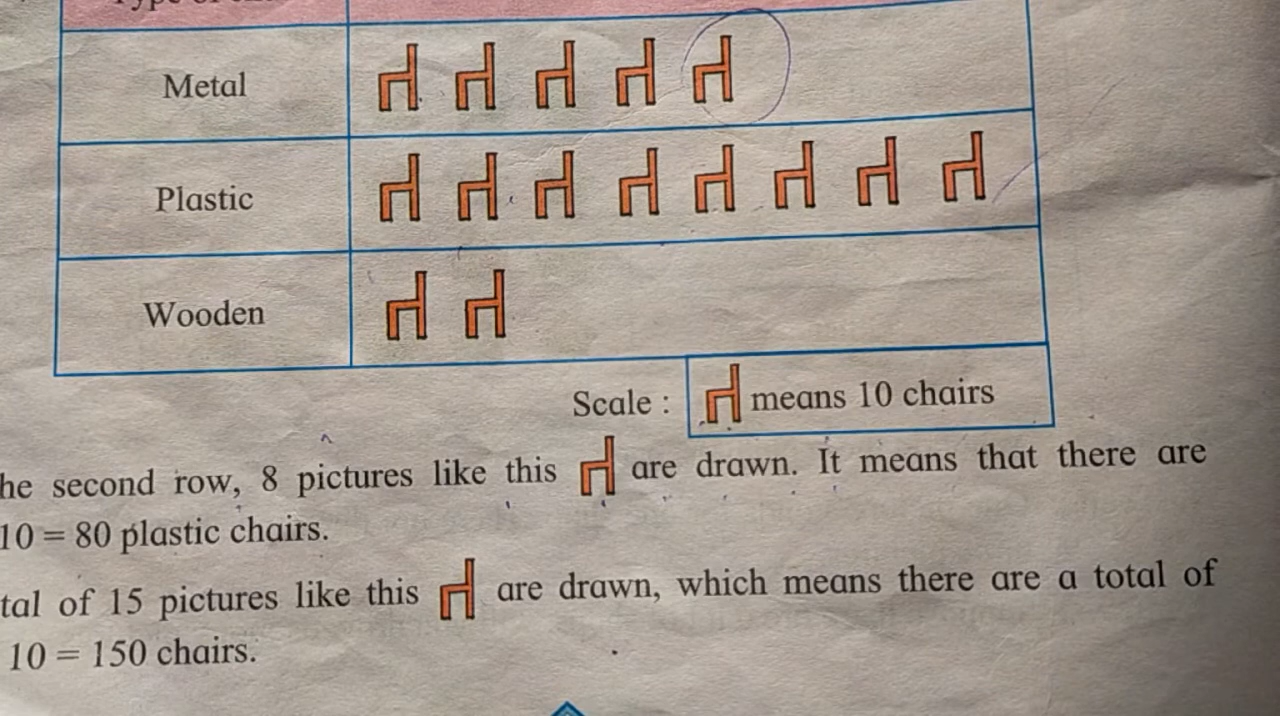 Type of
Metal
Plastic
Wooden
Scale : means 10 chairs
he second row, 8 pictures like this are drawn. It means that there are
10 = 80 plastic chairs.
tal of 15 pictures like this are drawn, which means there are a total of
10 = 150 chairs.